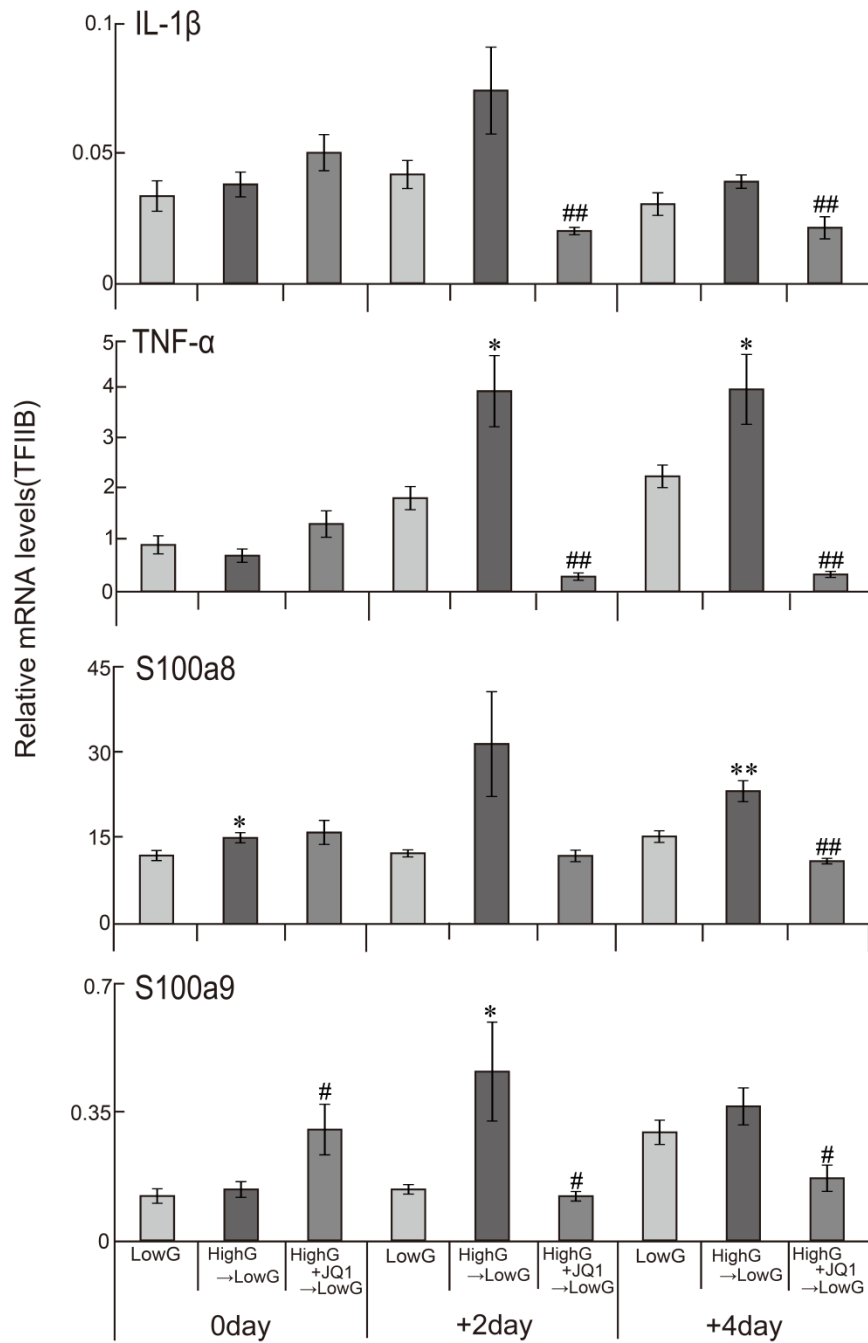 Relative mRNA levels(TFIIB)
IL-1β
0.1
0.05
0
##
##
TNF-α
5
4
3
2
1
0
*
##
*
##
S100a8
45
30
15
0
*
**
##
S100a9
0.7
0.35
0
#
*
#
#
LowG
HighG
→LowG
HighG
+JQ1
→LowG
LowG
HighG
→LowG
HighG
+JQ1
→LowG
LowG
HighG
→LowG
HighG
+JQ1
→LowG
0day
+2day
+4day